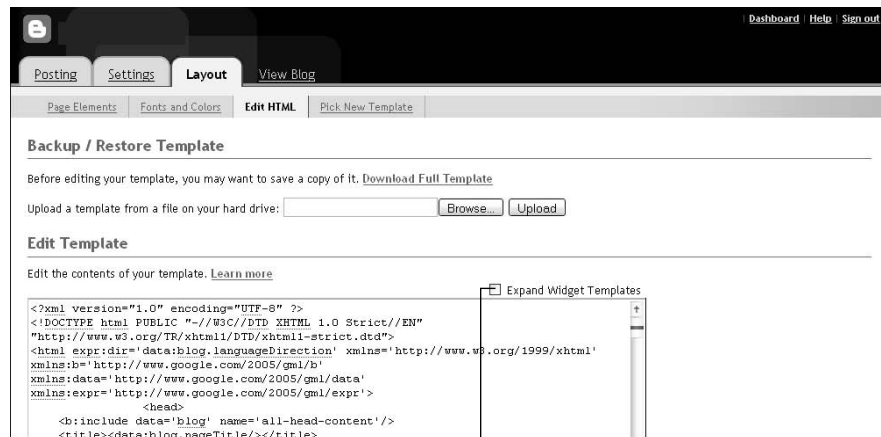 Dashboard | Help | Sign out
Posting Settings Layout View Blog
Page Elements Fonts and Colors Edit HTML Pick New Template
Backup / Restore Template
Before editing your template, you may want to save a copy of it. Download Full Template
Upload a template from a file on your hard drive: Browse... Upload
Edit Template
Edit the contents of your template. Learn more
Expand Widget Templates
<?xml version="1.0" encoding="UTF-8" ?>
<!DOCTYPE html PUBLIC "-//W3C//DTD XHTML 1.0 Strict//EN"
"http://www.w3.org/TR/xhtml1/DTD/xhtml1-strict.dtd">
<html expr:dir='data:blog.languageDirection' xmlns='http://www.w3.org/1999/xhtml'
xmlns:b='http://www.google.com/2005/gml/b'
xmlns:data='http://www.google.com/2005/gml/data'
xmlns:expr='http://www.google.com/2005/gml/expr'>
<head>
<b:include data='blog' name='all-head-content'/>
<title><data:blog.pageTitle/></title>